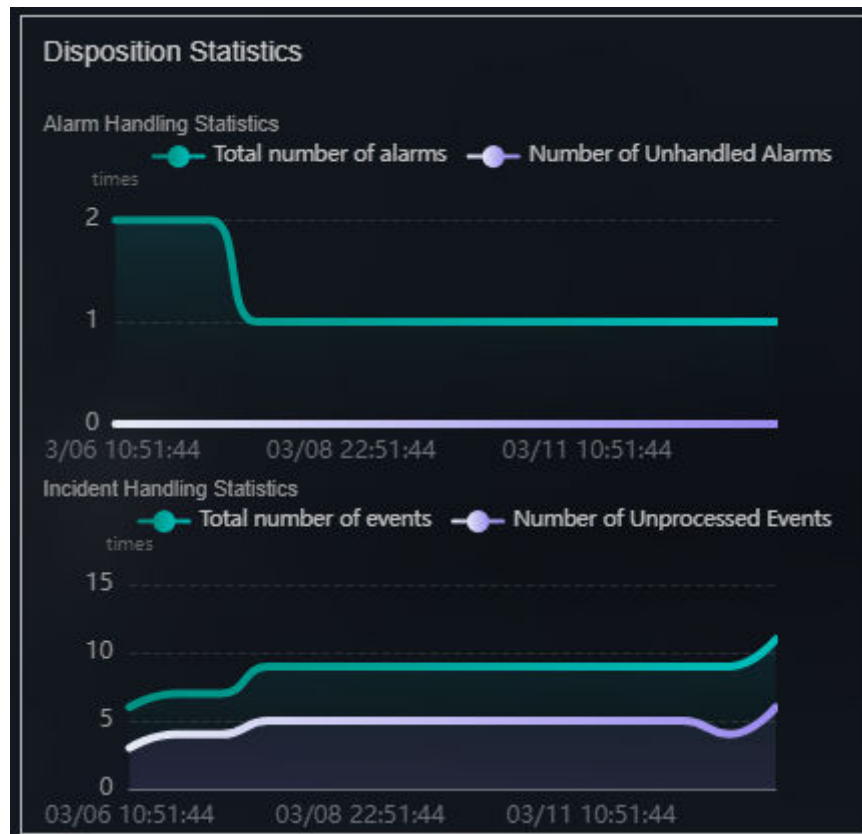 Disposition Statistics
Alarm Handling Statistics
Total number of alarms Number of Unhandled Alarms
times
2
1
0
3/06 10:51:44 03/08 22:51:44 03/11 10:51:44
Incident Handling Statistics
Total number of events Number of Unprocessed Events
times
15
10
5
0
03/06 10:51:44 03/08 22:51:44 03/11 10:51:44